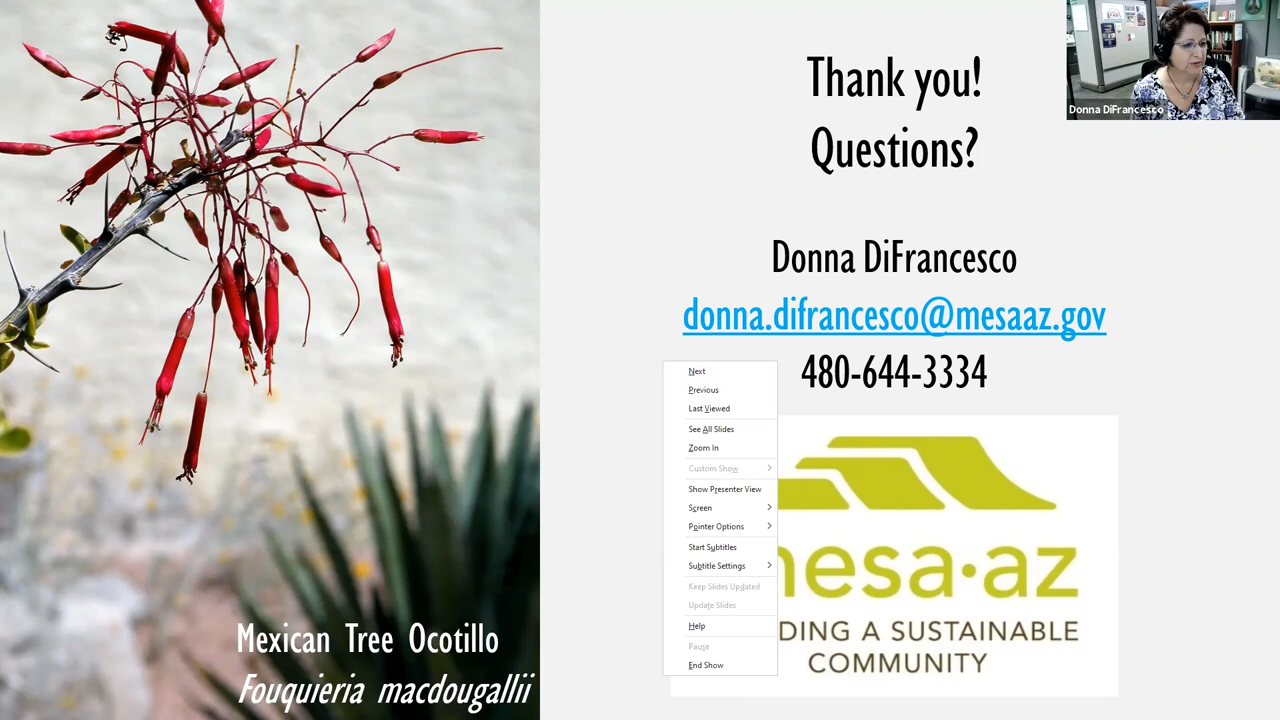 Thank you!
Questions?
Donna DiFrancesco
Donna DiFrancesco
donna.difrancesco@mesaaz.gov
480-644-3334
Next
Previous
Last Viewed
See All Slides
Zoom In
Custom Show
Show Presenter View
Screen
Pointer Options
Start Subtitles
Subtitle Settings
Keep Slides Updated
Update Slides
Help
Pause
End Show
mesa·az
DING A SUSTAINABLE
COMMUNITY
Mexican Tree Ocotillo
Fouquieria macdougallii